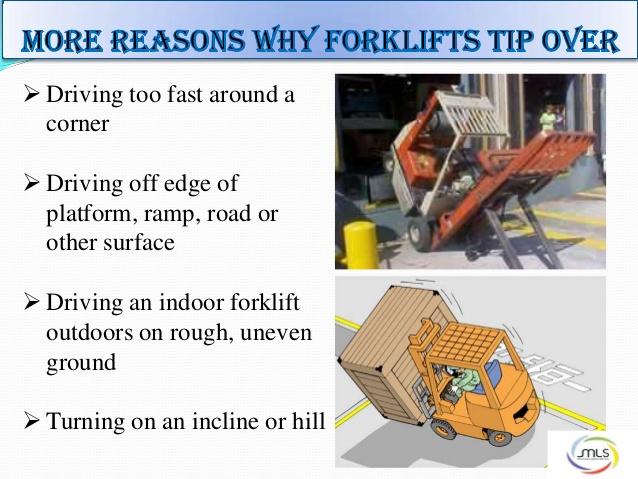 MORE REASONS WHY FORKLIFTS TIP OVER
➢ Driving too fast around a
corner
➢ Driving off edge of
platform, ramp, road or
other surface
➢ Driving an indoor forklift
outdoors on rough, uneven
ground
➢ Turning on an incline or hill
MLS